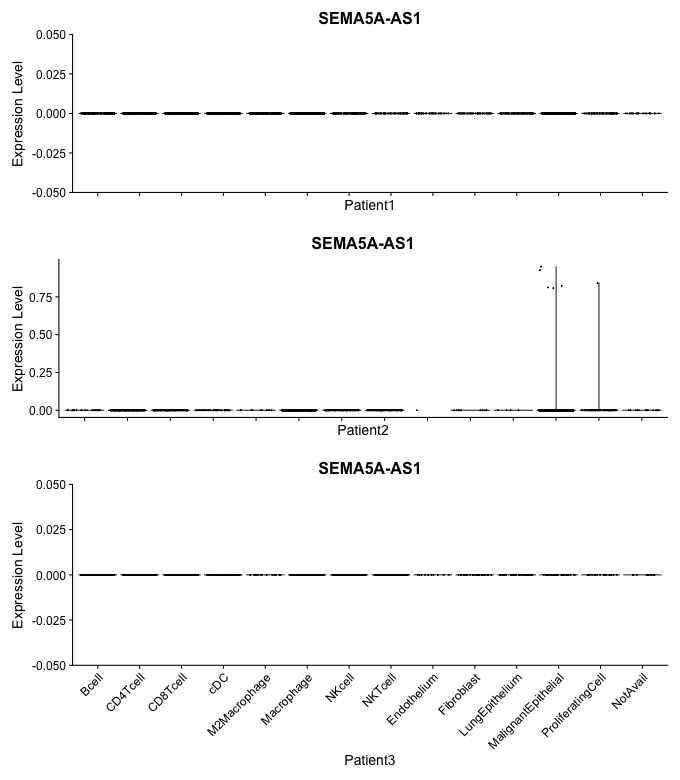 SEMA5A-AS1
Expression Level
0.050
0.025
0.000
-0.025
-0.050
Patient1
SEMA5A-AS1
Expression Level
0.75
0.50
0.25
0.00
Patient2
SEMA5A-AS1
Expression Level
0.050
0.025
0.000
-0.025
-0.050
Bcell
CD4Tcell
CD8Tcell
cDC
M2Macrophage
Macrophage
NKcell
NKTcell
Endothelium
Fibroblast
LungEpithelium
MalignantEpithelial
ProliferatingCell
NotAvail
Patient3